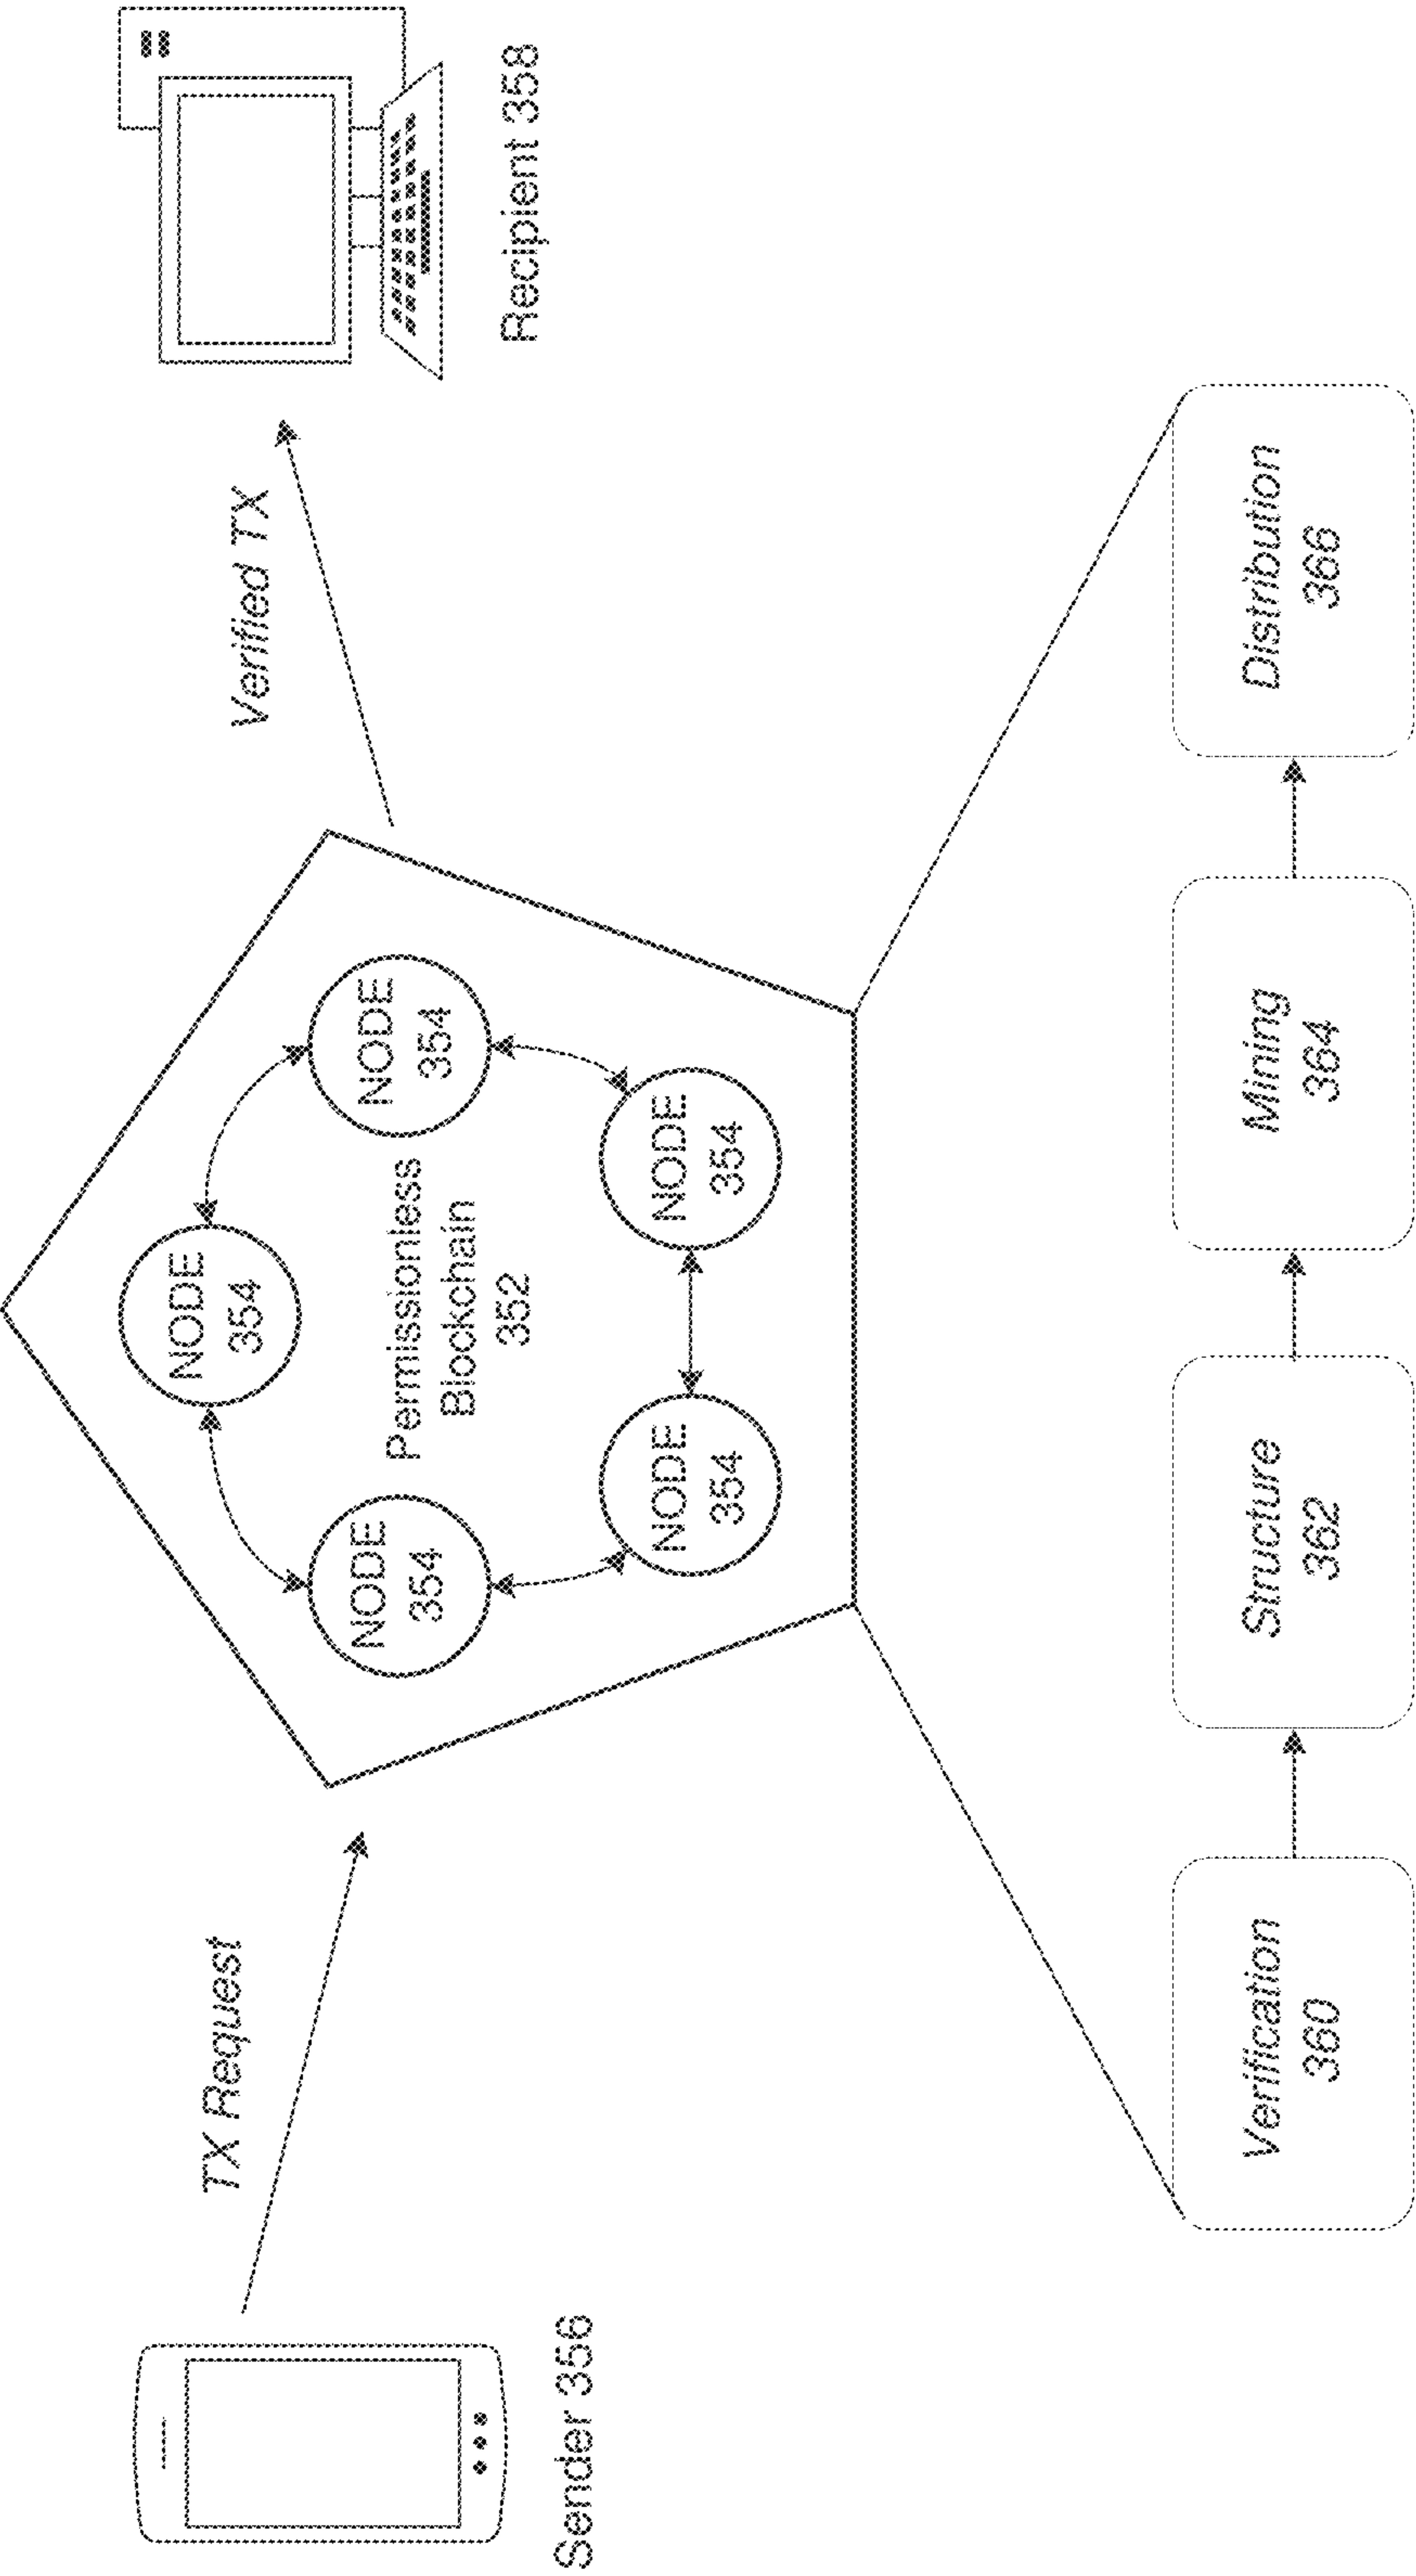 TX Request
Verified TX
Sender 356
Recipient 358
NODE
354
NODE
354
NODE
354
Permissionless
Blockchain
352
NODE
354
NODE
354
Verification
360
Structure
362
Mining
364
Distribution
366